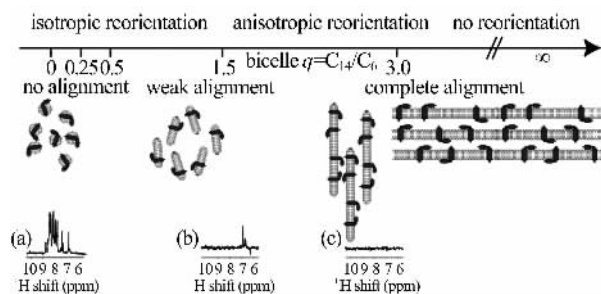 isotropic reorientation anisotropic reorientation no reorientation
0 0.25 0.5 1.5 bicelle q=C14/C6 3.0 ∞
no alignment weak alignment complete alignment
(a) (b) (c)
10 9 8 7 6 10 9 8 7 6 10 9 8 7 6
H shift (ppm) H shift (ppm) ¹H shift (ppm)